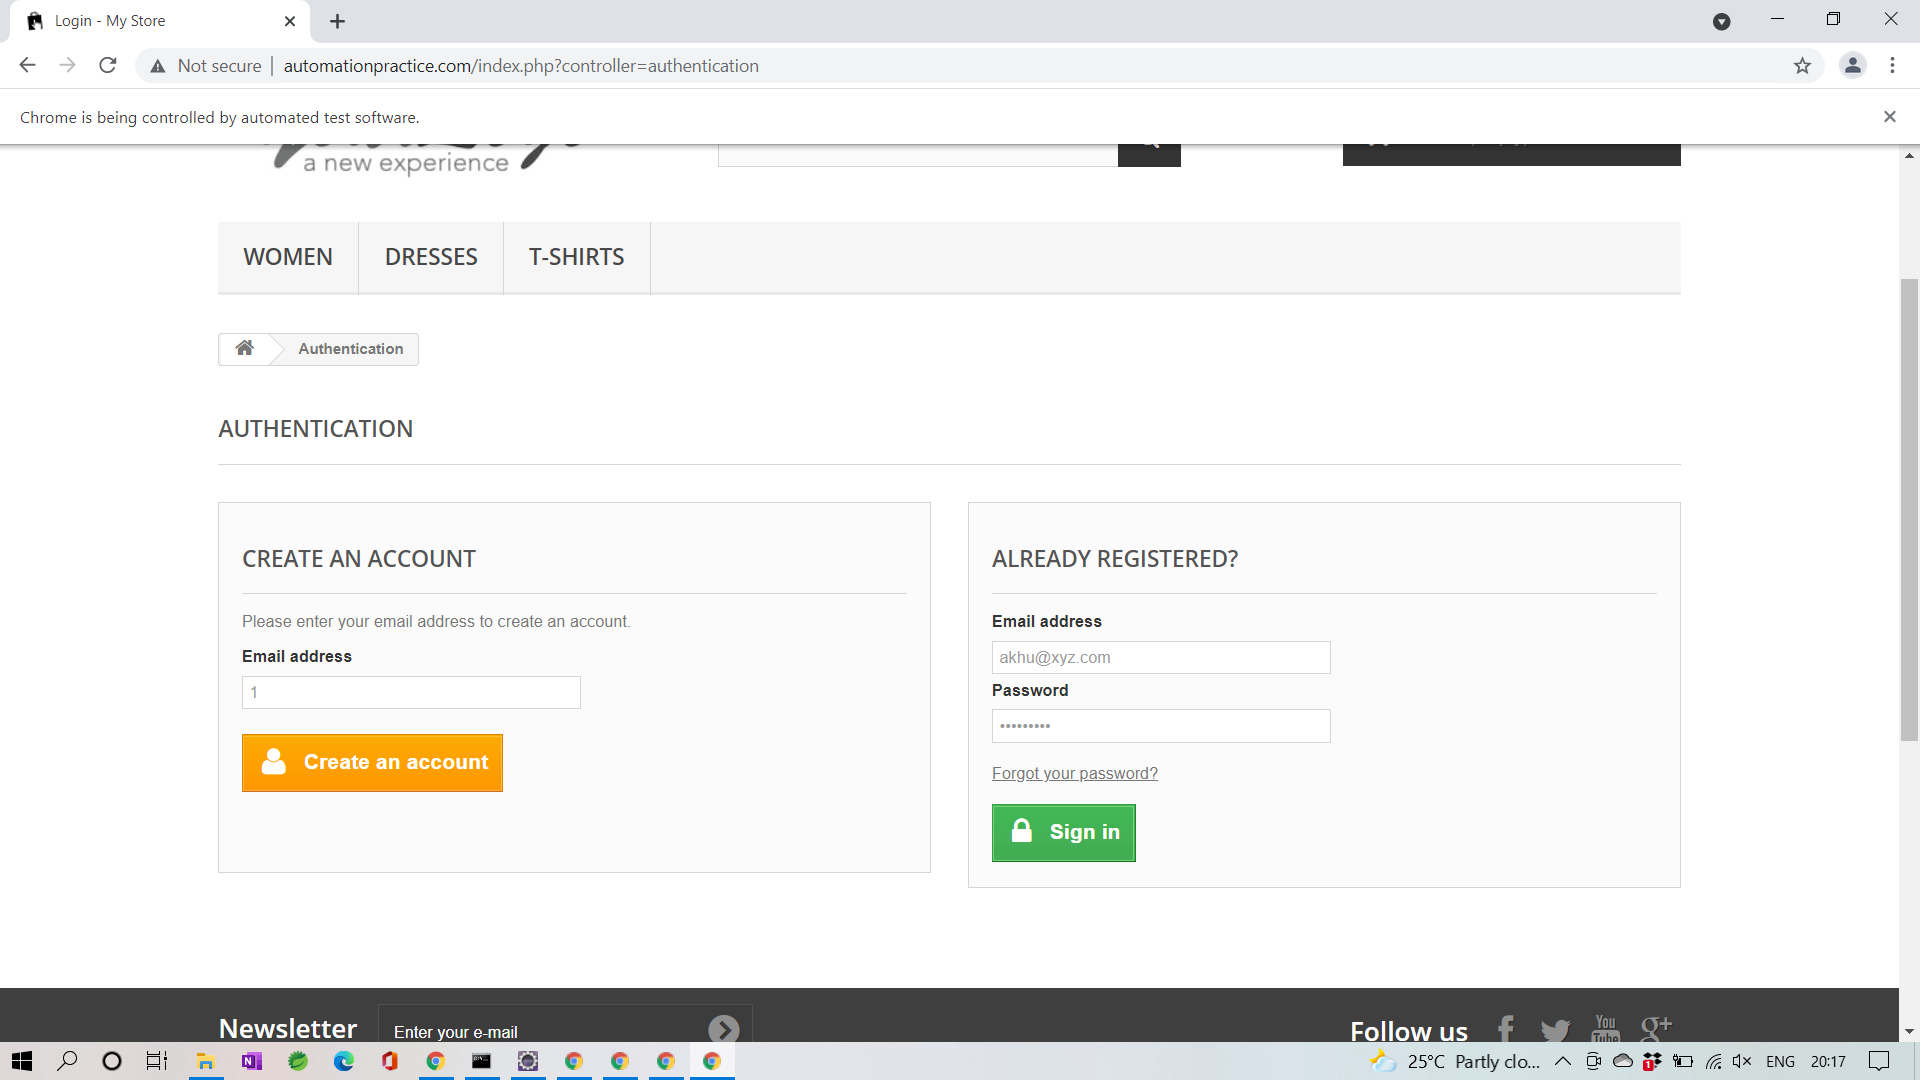 Login - My Store
Not secure
automationpractice.com/index.php?controller=authentication
Chrome is being controlled by automated test software.
a new experience
WOMEN
DRESSES
T-SHIRTS
Authentication
AUTHENTICATION
CREATE AN ACCOUNT
Please enter your email address to create an account.
Email address
1
Create an account
ALREADY REGISTERED?
Email address
akhu@xyz.com
Password
•••••••••
Forgot your password?
Sign in
Newsletter
Enter your e-mail
Follow us
You
Tube
g+
25°C Partly clo...
1
ENG
20:17